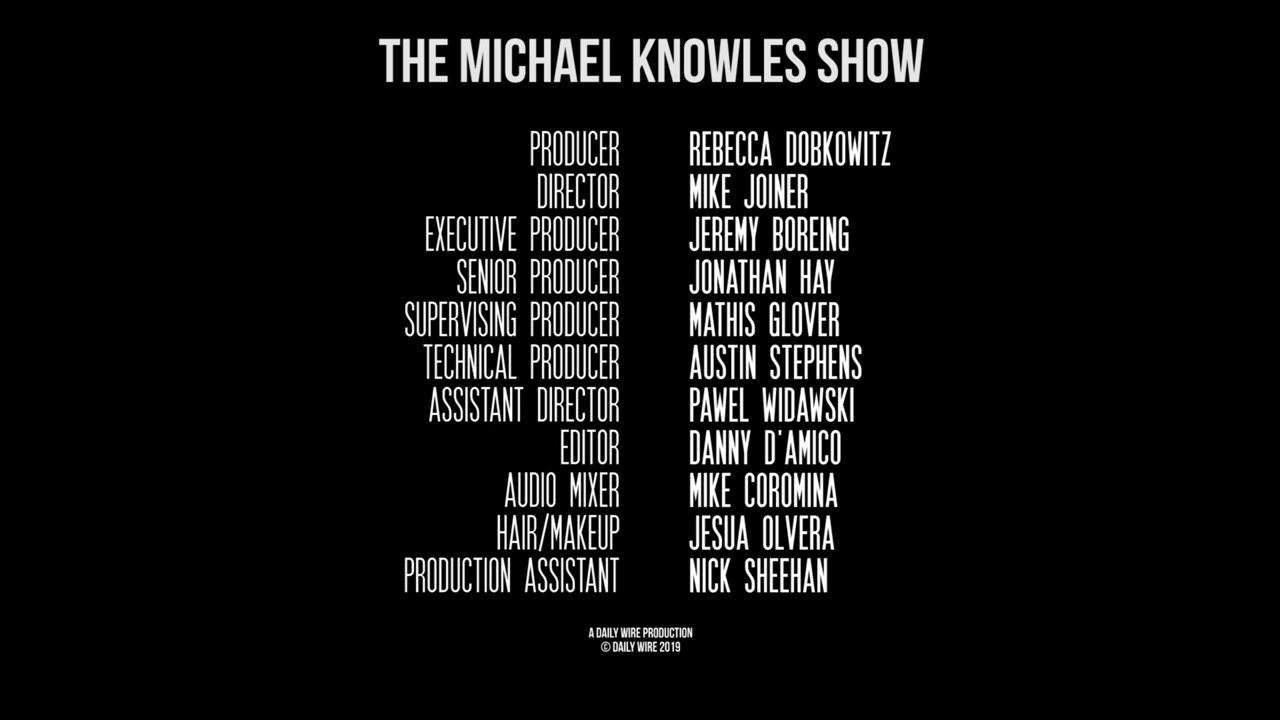 THE MICHAEL KNOWLES SHOW
PRODUCER REBECCA DOBKOWITZ
DIRECTOR MIKE JOINER
EXECUTIVE PRODUCER JEREMY BOREING
SENIOR PRODUCER JONATHAN HAY
SUPERVISING PRODUCER MATHIS GLOVER
TECHNICAL PRODUCER AUSTIN STEPHENS
ASSISTANT DIRECTOR PAWEL WIDAWSKI
EDITOR DANNY D'AMICO
AUDIO MIXER MIKE COROMINA
HAIR/MAKEUP JESUA OLVERA
PRODUCTION ASSISTANT NICK SHEEHAN
A DAILY WIRE PRODUCTION
© DAILY WIRE 2019